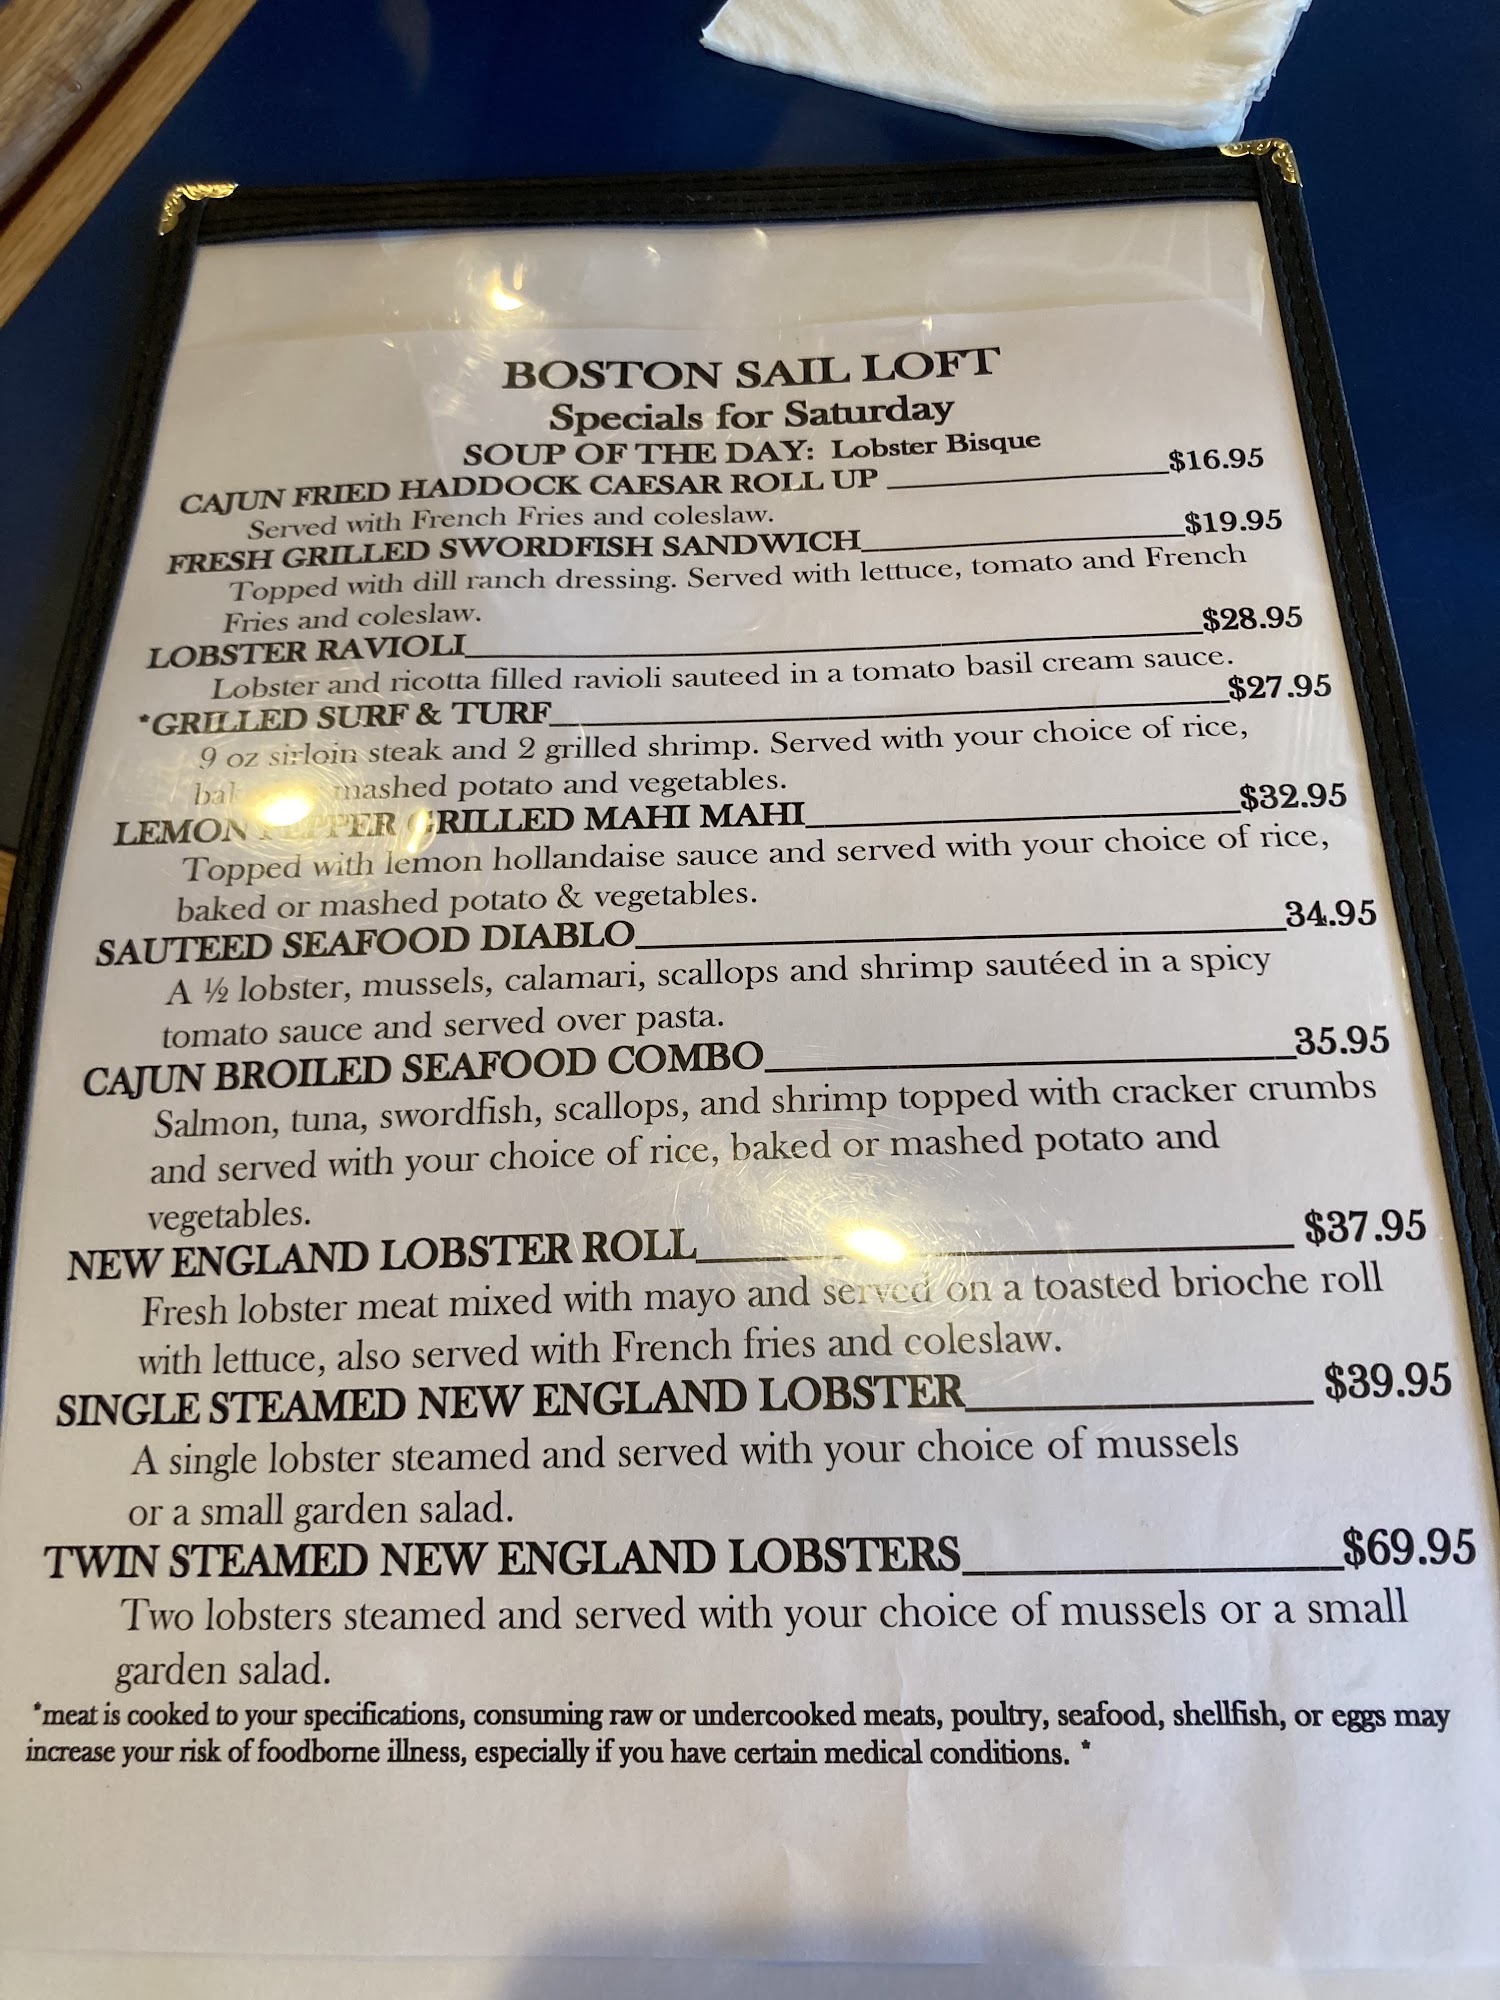 BOSTON SAIL LOFT
Specials for Saturday
SOUP OF THE DAY: Lobster Bisque
CAJUN FRIED HADDOCK CAESAR ROLL UP $16.95
Served with French Fries and coleslaw.
FRESH GRILLED SWORDFISH SANDWICH $19.95
Topped with dill ranch dressing. Served with lettuce, tomato and French
Fries and coleslaw.
LOBSTER RAVIOLI $28.95
Lobster and ricotta filled ravioli sauteed in a tomato basil cream sauce.
*GRILLED SURF & TURF $27.95
9 oz sirloin steak and 2 grilled shrimp. Served with your choice of rice,
mashed potato and vegetables.
LEMON PEPPER GRILLED MAHI MAHI $32.95
Topped with lemon hollandaise sauce and served with your choice of rice,
baked or mashed potato & vegetables.
SAUTEED SEAFOOD DIABLO 34.95
A ½ lobster, mussels, calamari, scallops and shrimp sautéed in a spicy
tomato sauce and served over pasta.
CAJUN BROILED SEAFOOD COMBO 35.95
Salmon, tuna, swordfish, scallops, and shrimp topped with cracker crumbs
and served with your choice of rice, baked or mashed potato and
vegetables.
NEW ENGLAND LOBSTER ROLL $37.95
Fresh lobster meat mixed with mayo and served on a toasted brioche roll
with lettuce, also served with French fries and coleslaw.
SINGLE STEAMED NEW ENGLAND LOBSTER $39.95
A single lobster steamed and served with your choice of mussels
or a small garden salad.
TWIN STEAMED NEW ENGLAND LOBSTERS $69.95
Two lobsters steamed and served with your choice of mussels or a small
garden salad.
*meat is cooked to your specifications, consuming raw or undercooked meats, poultry, seafood, shellfish, or eggs may
increase your risk of foodborne illness, especially if you have certain medical conditions. *